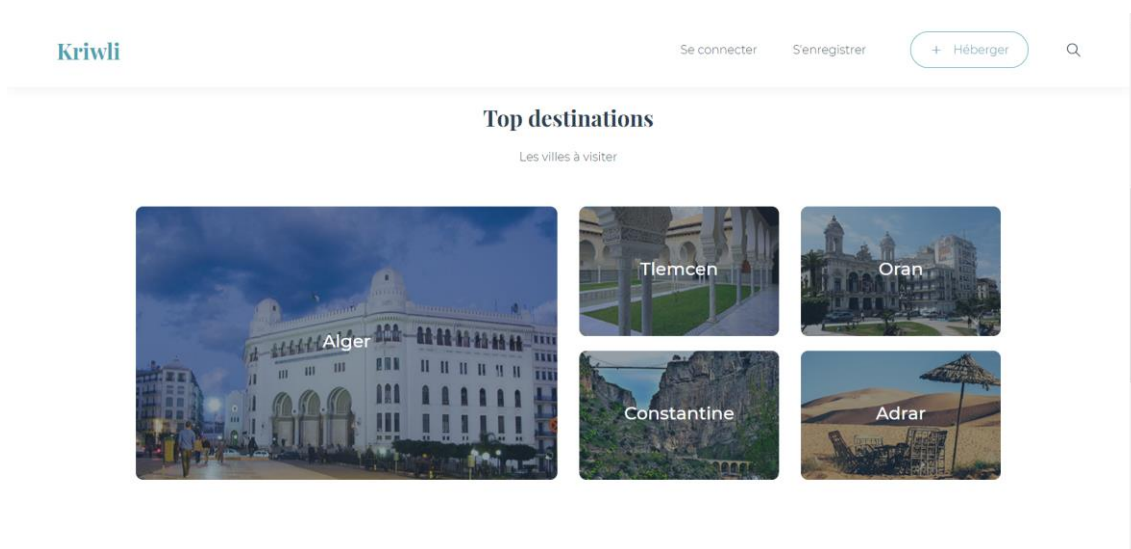 Kriwli
Se connecter
S'enregistrer
+ Héberger
Top destinations
Les villes à visiter
Alger
Tlemcen
Oran
Constantine
Adrar